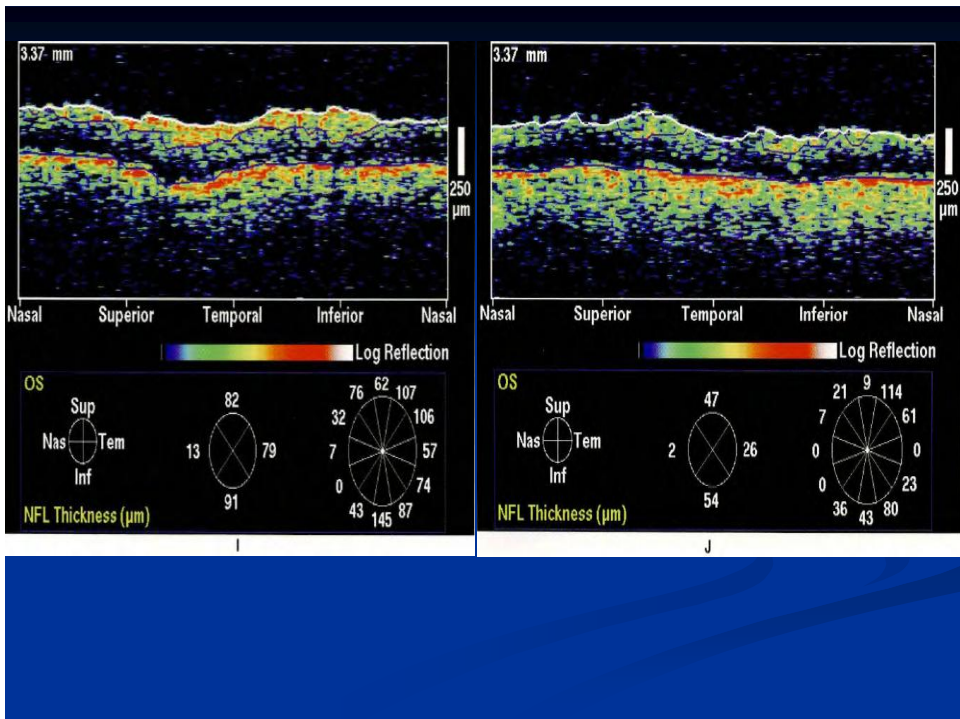 3.37 mm
250
µm
Nasal Superior Temporal Inferior Nasal
Log Reflection
OS
Sup
Nas Tem
Inf
NFL Thickness (µm)
82
13 79
91
62
76 107
32 106
7 57
0 74
43 87
145
I
3.37 mm
250
µm
Nasal Superior Temporal Inferior Nasal
Log Reflection
OS
Sup
Nas Tem
Inf
NFL Thickness (µm)
47
2 26
54
9
21 114
7 61
0 0
0 23
36 80
43
J